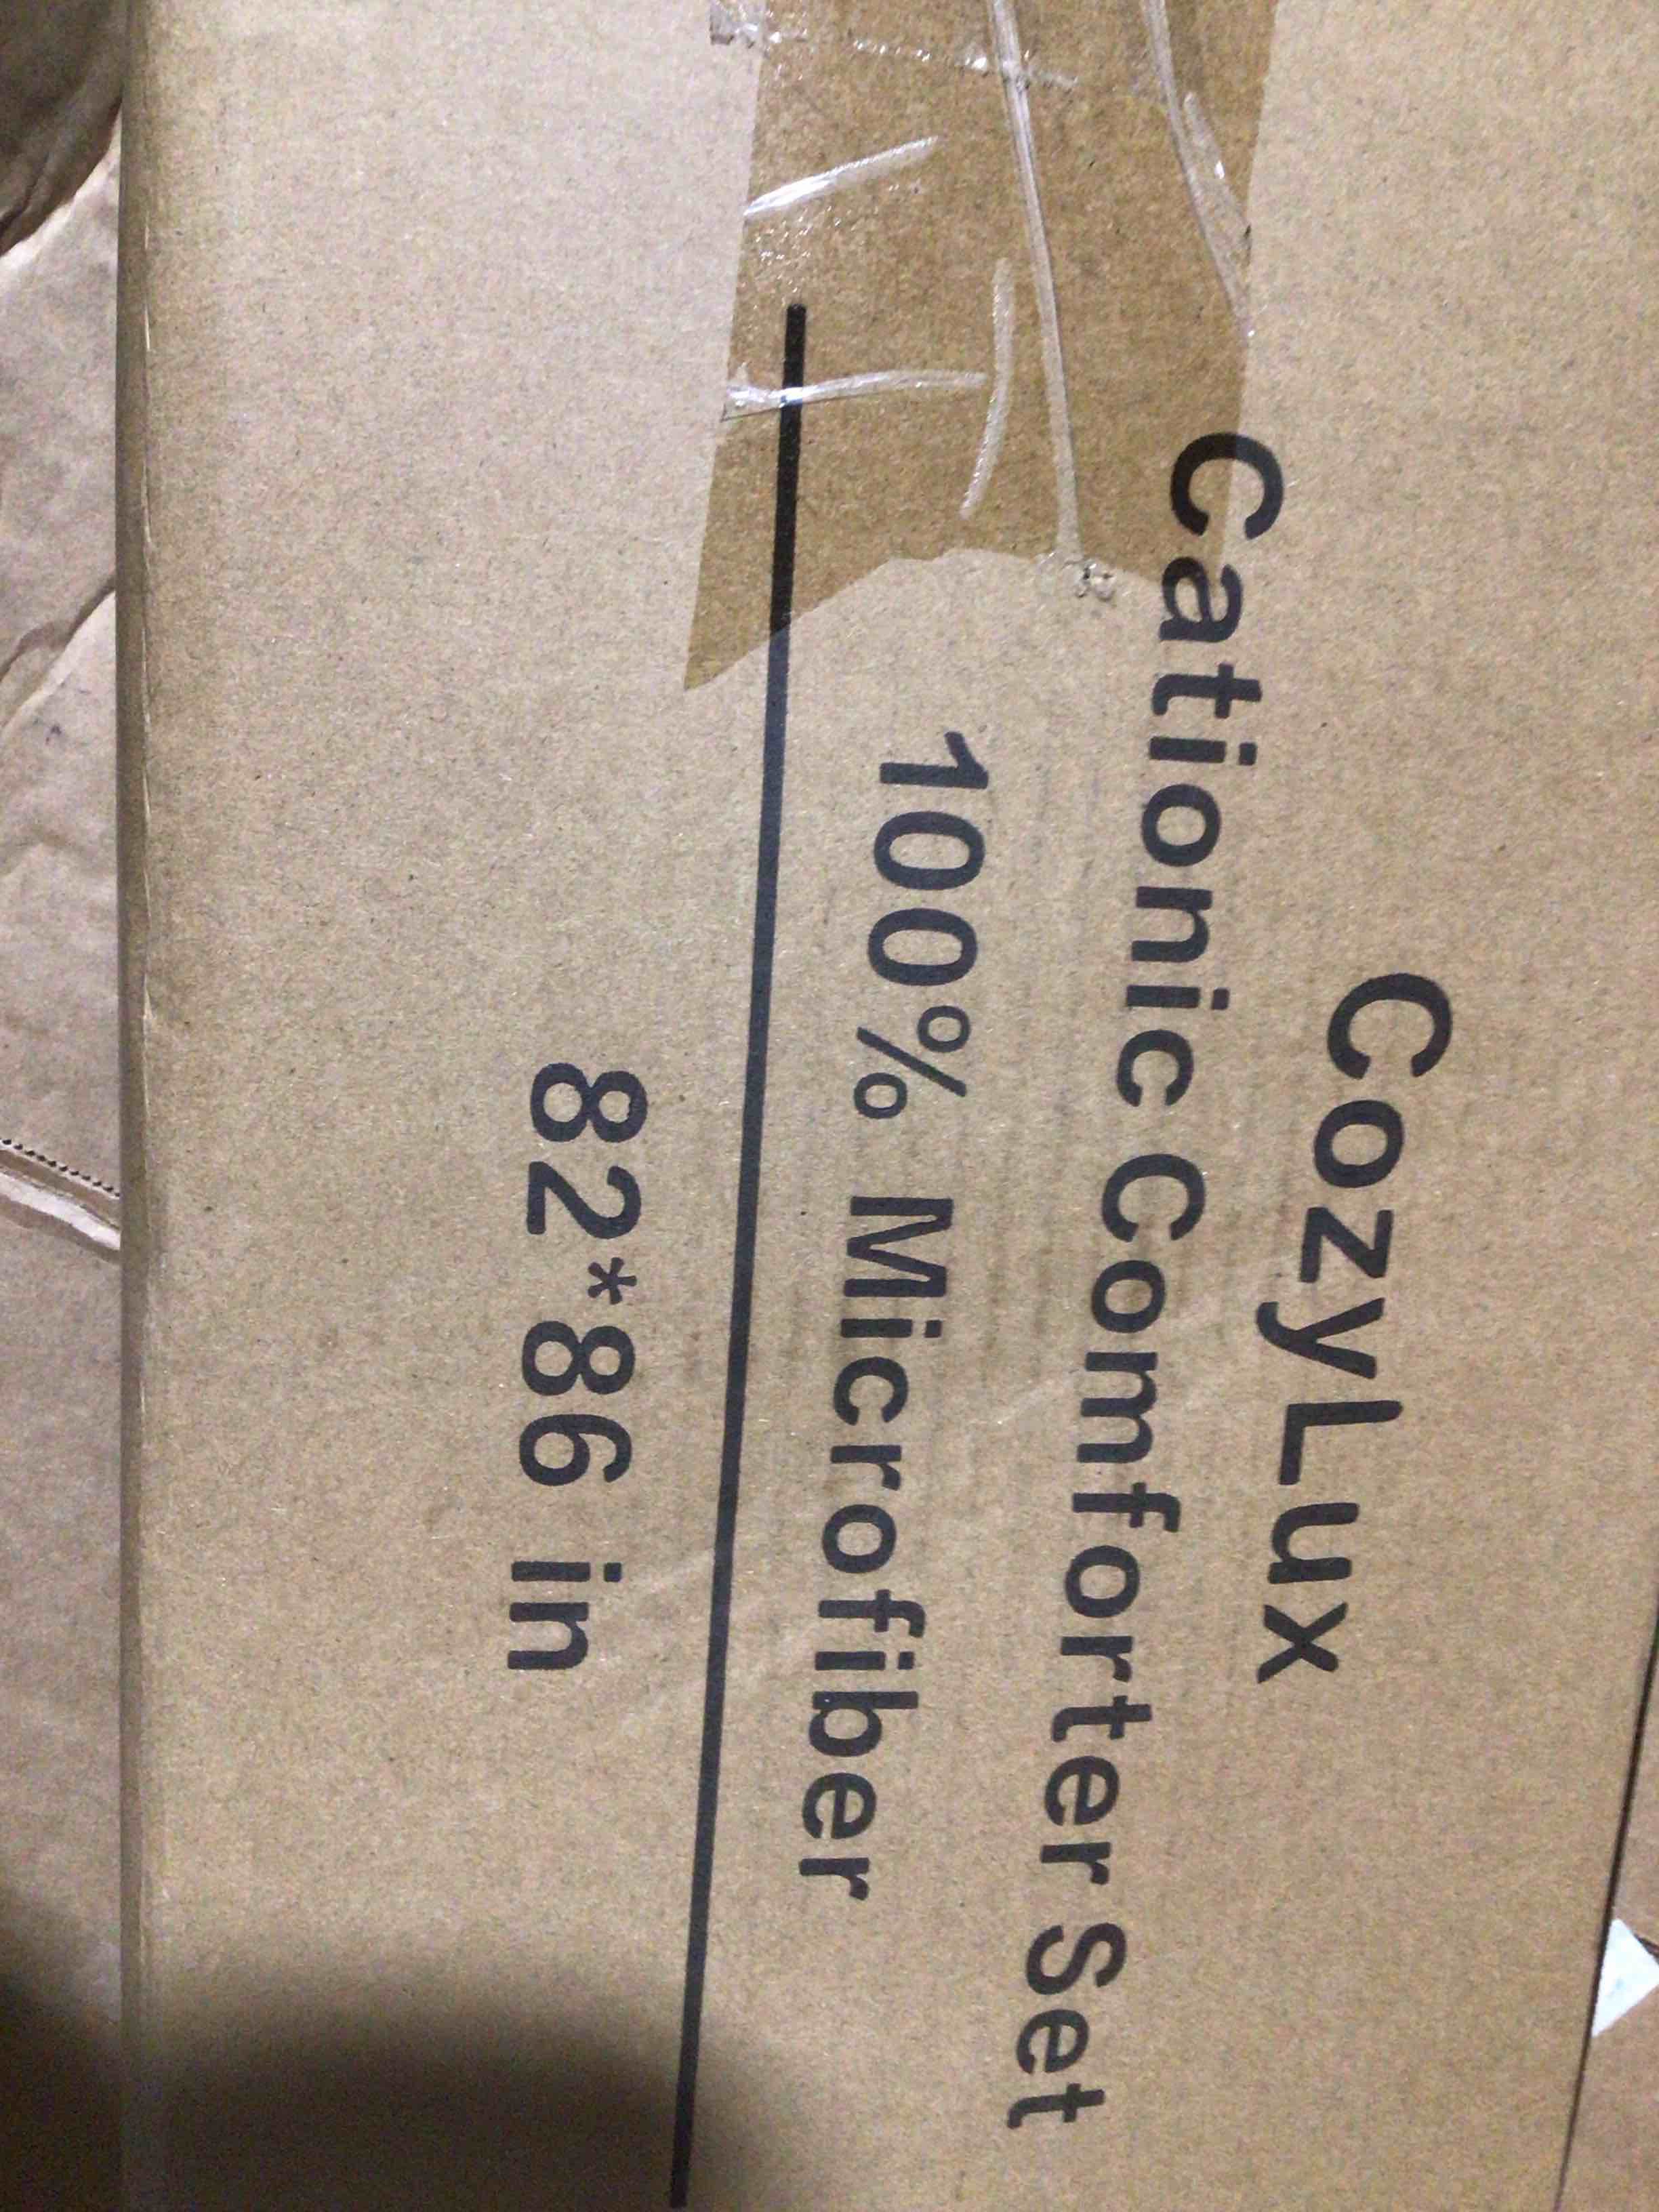 CozyLux
Cationic Comforter Set
100% Microfiber
82*86 in